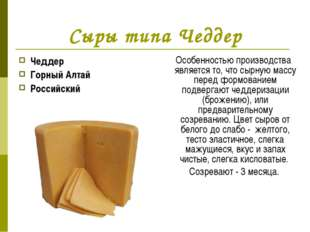 Сыры типа Чеддер
Чеддер
Горный Алтай
Российский
Особенностью производства
является то, что сырную массу
перед формованием
подвергают чеддеризации
(брожению), или
предварительному
созреванию. Цвет сыров от
белого до слабо - желтого,
тесто эластичное, слегка
мажущиеся, вкус и запах
чистые, слегка кисловатые.
Созревают - 3 месяца.